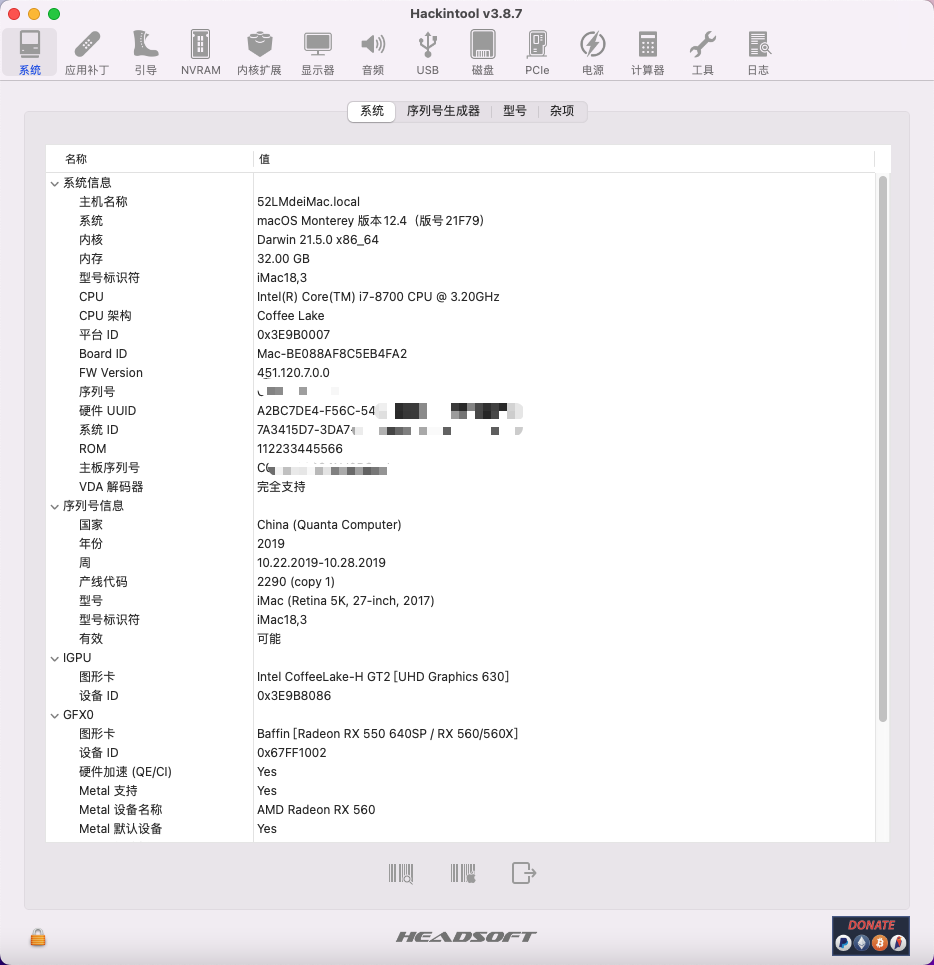 Hackintool v3.8.7
系统 应用补丁 引导 NVRAM 内核扩展 显示器 音频 USB 磁盘 PCIe 电源 计算器 工具 日志
系统 序列号生成器 型号 杂项
名称 值
系统信息
主机名称 52LMdeiMac.local
系统 macOS Monterey 版本12.4（版号21F79)
内核 Darwin 21.5.0 x86_64
内存 32.00 GB
型号标识符 iMac18,3
CPU Intel(R) Core(TM) i7-8700 CPU @ 3.20GHz
CPU 架构 Coffee Lake
平台 ID 0x3E9B0007
Board ID Mac-BE088AF8C5EB4FA2
FW Version 451.120.7.0.0
序列号
硬件 UUID A2BC7DE4-F56C-54
系统 ID 7A3415D7-3DA7
ROM 112233445566
主板序列号
VDA 解码器 完全支持
序列号信息
国家 China (Quanta Computer)
年份 2019
周 10.22.2019-10.28.2019
产线代码 2290 (copy 1)
型号 iMac (Retina 5K, 27-inch, 2017)
型号标识符 iMac18,3
有效 可能
IGPU
图形卡 Intel CoffeeLake-H GT2 [UHD Graphics 630]
设备 ID 0x3E9B8086
GFX0
图形卡 Baffin [Radeon RX 550 640SP / RX 560/560X]
设备 ID 0x67FF1002
硬件加速 (QE/CI) Yes
Metal 支持 Yes
Metal 设备名称 AMD Radeon RX 560
Metal 默认设备 Yes
HEADSOFT
DONATE